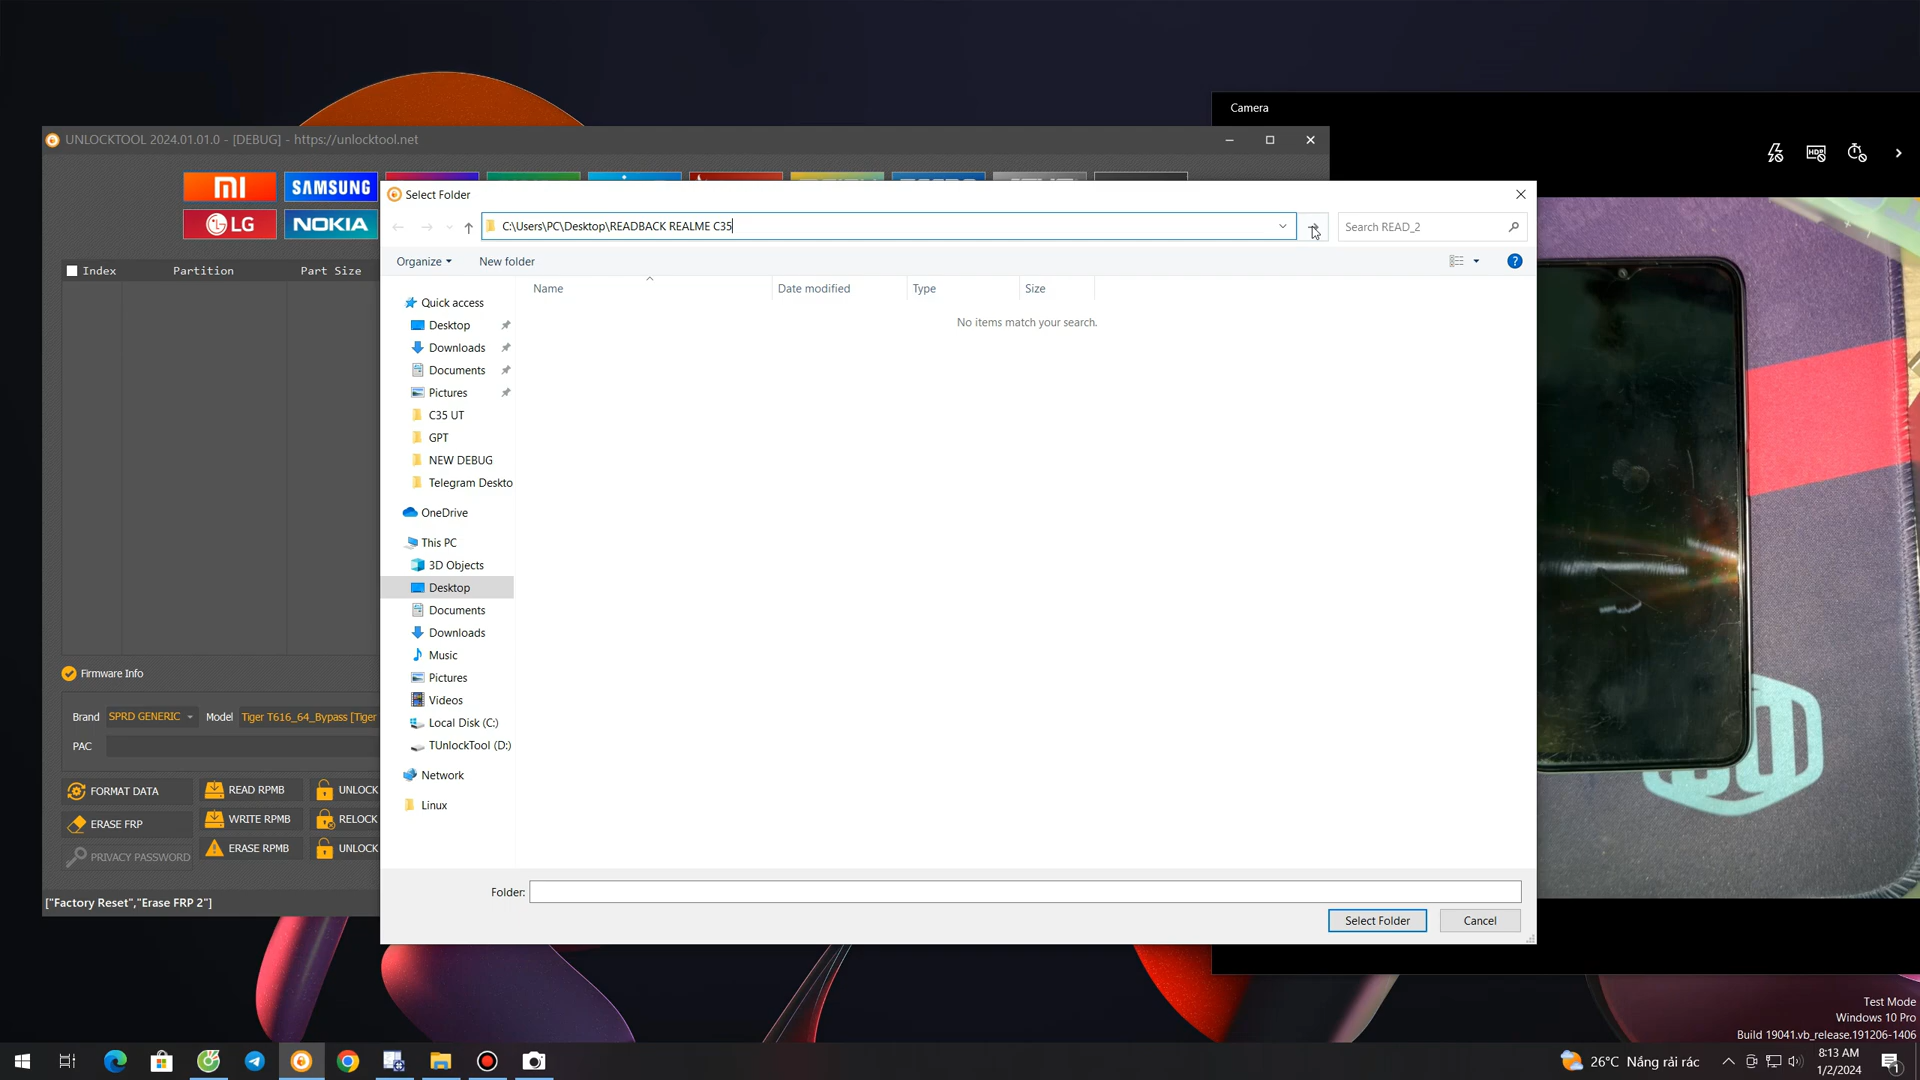 Camera
UNLOCKTOOL 2024.01.01.0 - [DEBUG] - https://unlocktool.net
SAMSUNG
LG
NOKIA
Select Folder
C:\Users\PC\Desktop\READBACK REALME C35
Search READ_2
Organize
New folder
Index
Partition
Part Size
Name
Date modified
Type
Size
No items match your search.
Quick access
Desktop
Downloads
Documents
Pictures
C35 UT
GPT
NEW DEBUG
Telegram Deskto
OneDrive
This PC
3D Objects
Desktop
Documents
Downloads
Music
Pictures
Videos
Local Disk (C:)
TUnlockTool (D:)
Network
Linux
Firmware Info
Brand
SPRD GENERIC
Model
Tiger T616_64_Bypass [Tiger
PAC
FORMAT DATA
READ RPMB
UNLOCK
ERASE FRP
WRITE RPMB
RELOCK
PRIVACY PASSWORD
ERASE RPMB
UNLOCK
["Factory Reset","Erase FRP 2"]
Folder:
Select Folder
Cancel
Test Mode
Windows 10 Pro
Build 19041.vb_release.191206-1406
26°C Nắng rải rác
8:13 AM
1/2/2024
1